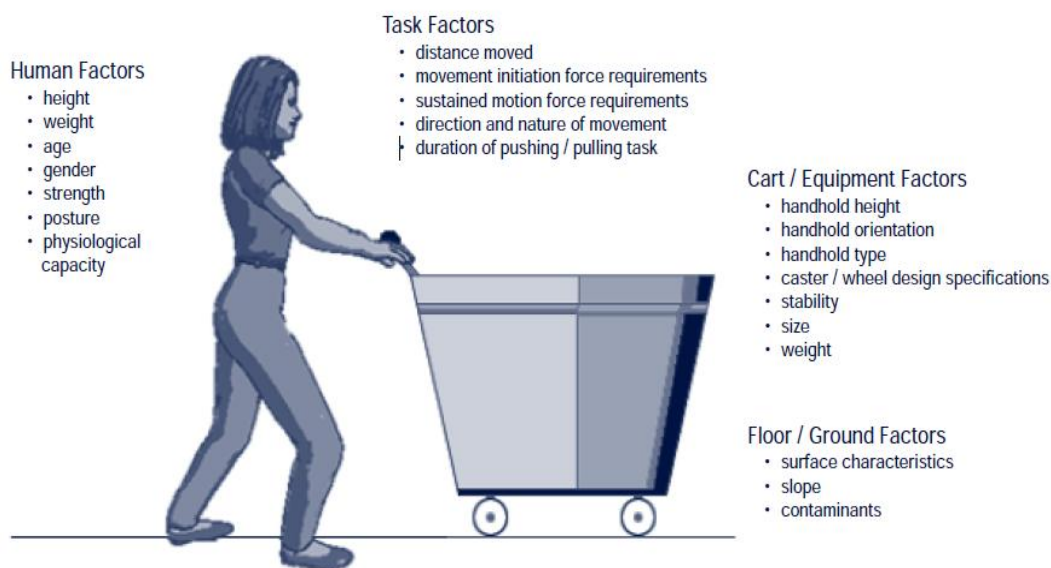 Task Factors
• distance moved
• movement initiation force requirements
• sustained motion force requirements
• direction and nature of movement
• duration of pushing / pulling task
Human Factors
• height
• weight
• age
• gender
• strength
• posture
• physiological
capacity
Cart / Equipment Factors
• handhold height
• handhold orientation
• handhold type
• caster / wheel design specifications
• stability
• size
• weight
Floor / Ground Factors
• surface characteristics
• slope
• contaminants